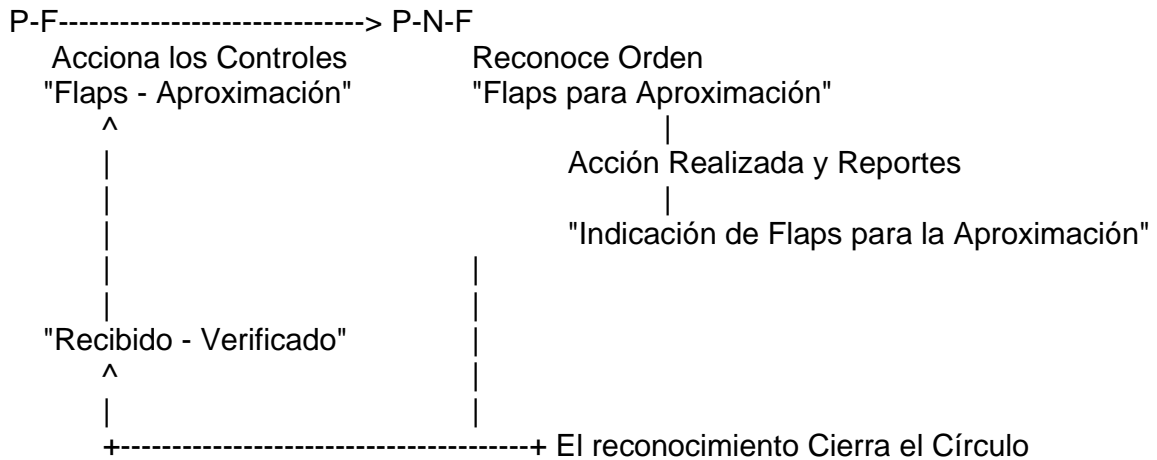 P-F------------------------------> P-N-F
Acciona los Controles Reconoce Orden
"Flaps - Aproximación" "Flaps para Aproximación"
Acción Realizada y Reportes
"Indicación de Flaps para la Aproximación"
"Recibido - Verificado"
El reconocimiento Cierra el Círculo